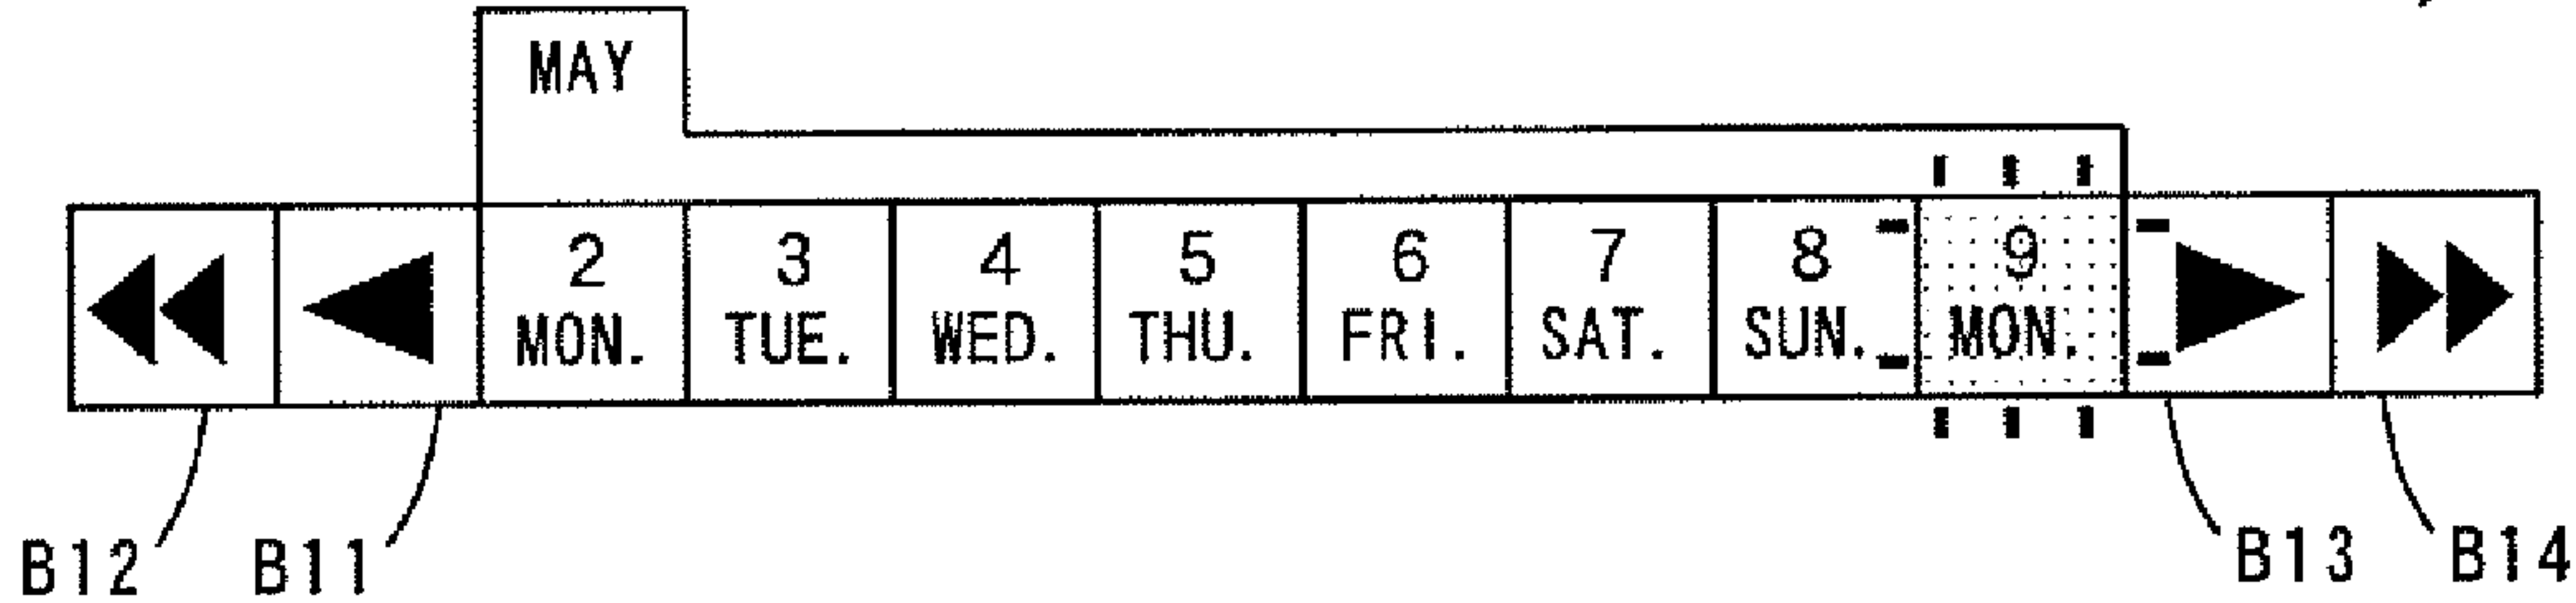 MAY
2 3 4 5 6 7 8 9
MON. TUE. WED. THU. FRI. SAT. SUN. MON.
B12 B11 B13 B14